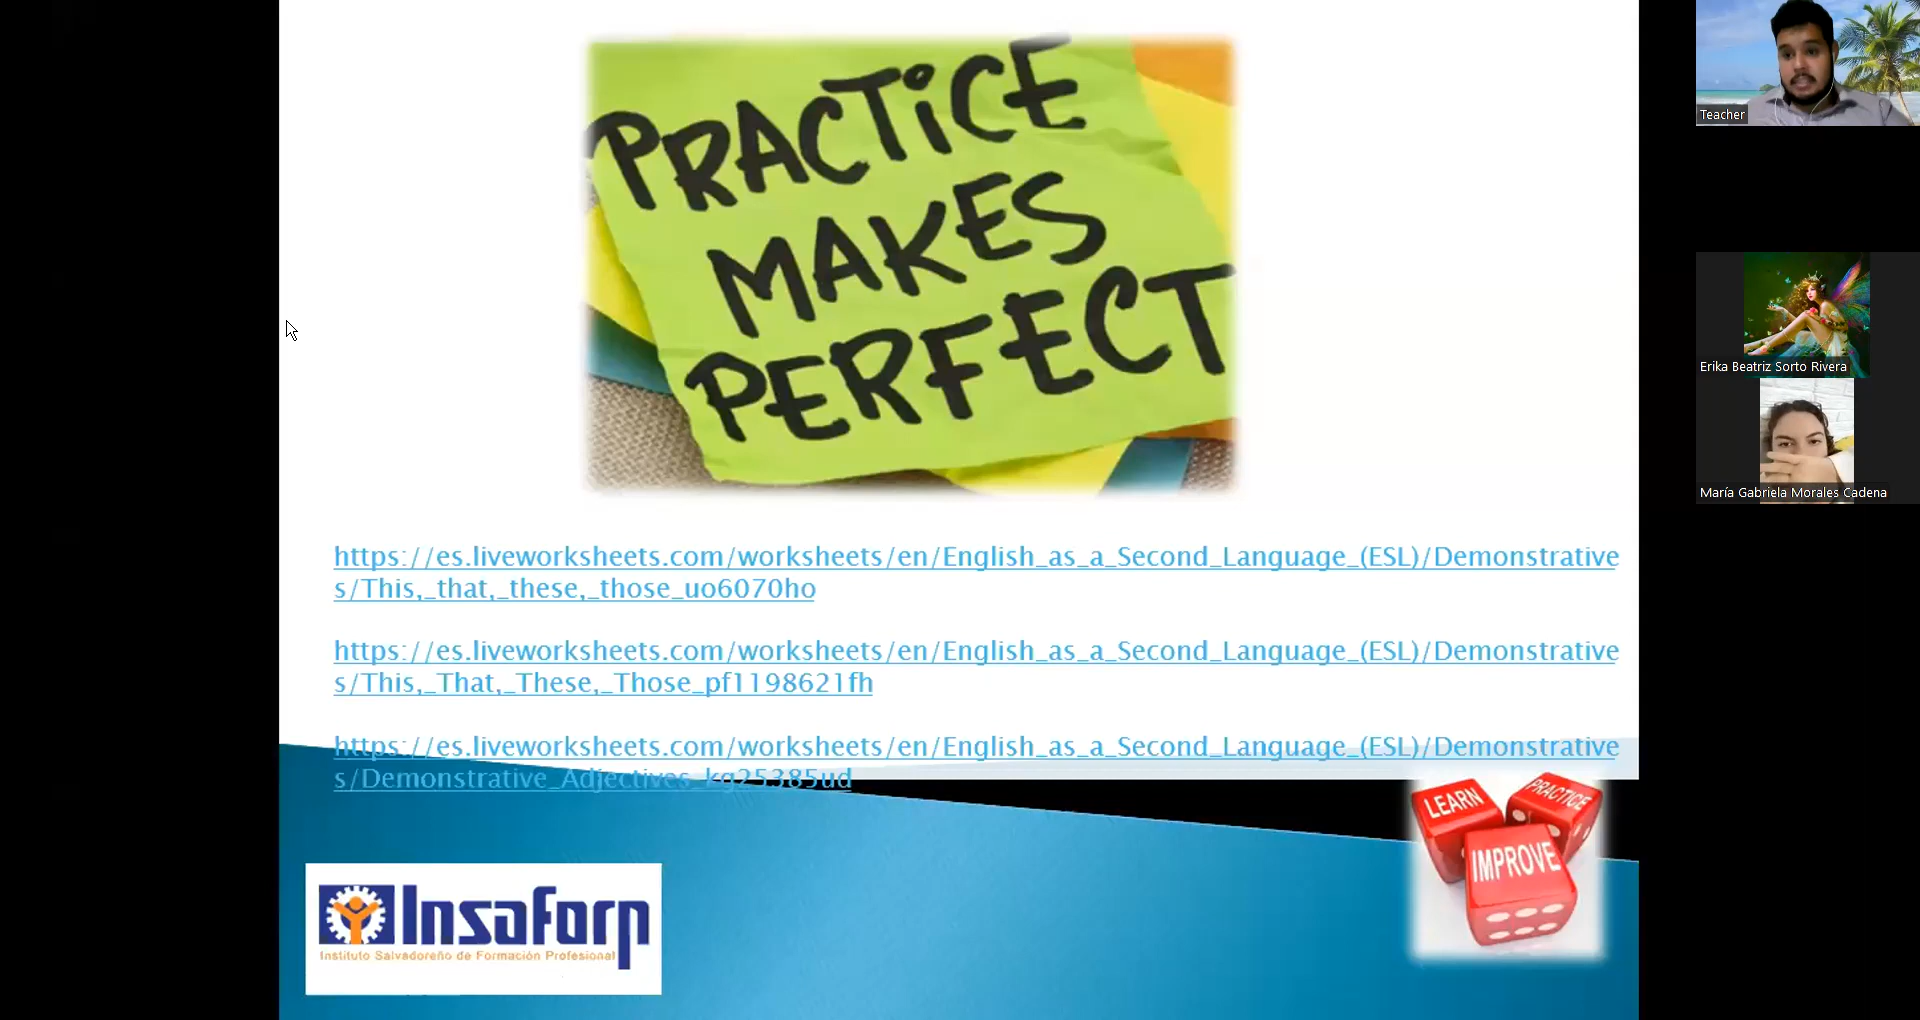 PRACTICE
MAKES
PERFECT
https://es.liveworksheets.com/worksheets/en/English_as_a_Second_Language_(ESL)/Demonstrative
s/This,_that,_these,_those_uo6070ho
https://es.liveworksheets.com/worksheets/en/English_as_a_Second_Language_(ESL)/Demonstrative
s/This,_That,_These,_Those_pf1198621fh
https://es.liveworksheets.com/worksheets/en/English_as_a_Second_Language_(ESL)/Demonstrative
s/Demonstrative_Adjectives_kg25385ud
LEARN
PRACTICE
IMPROVE
Insaforp
Instituto Salvadoreño de Formación Profesional
Teacher
Erika Beatriz Sorto Rivera
María Gabriela Morales Cadena